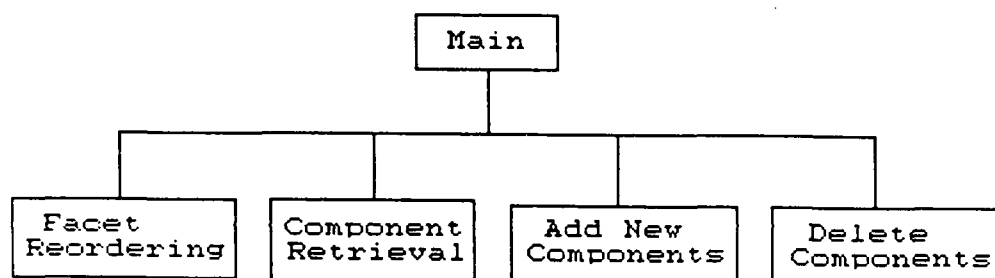 Main
Facet
Reordering
Component
Retrieval
Add New
Components
Delete
Components